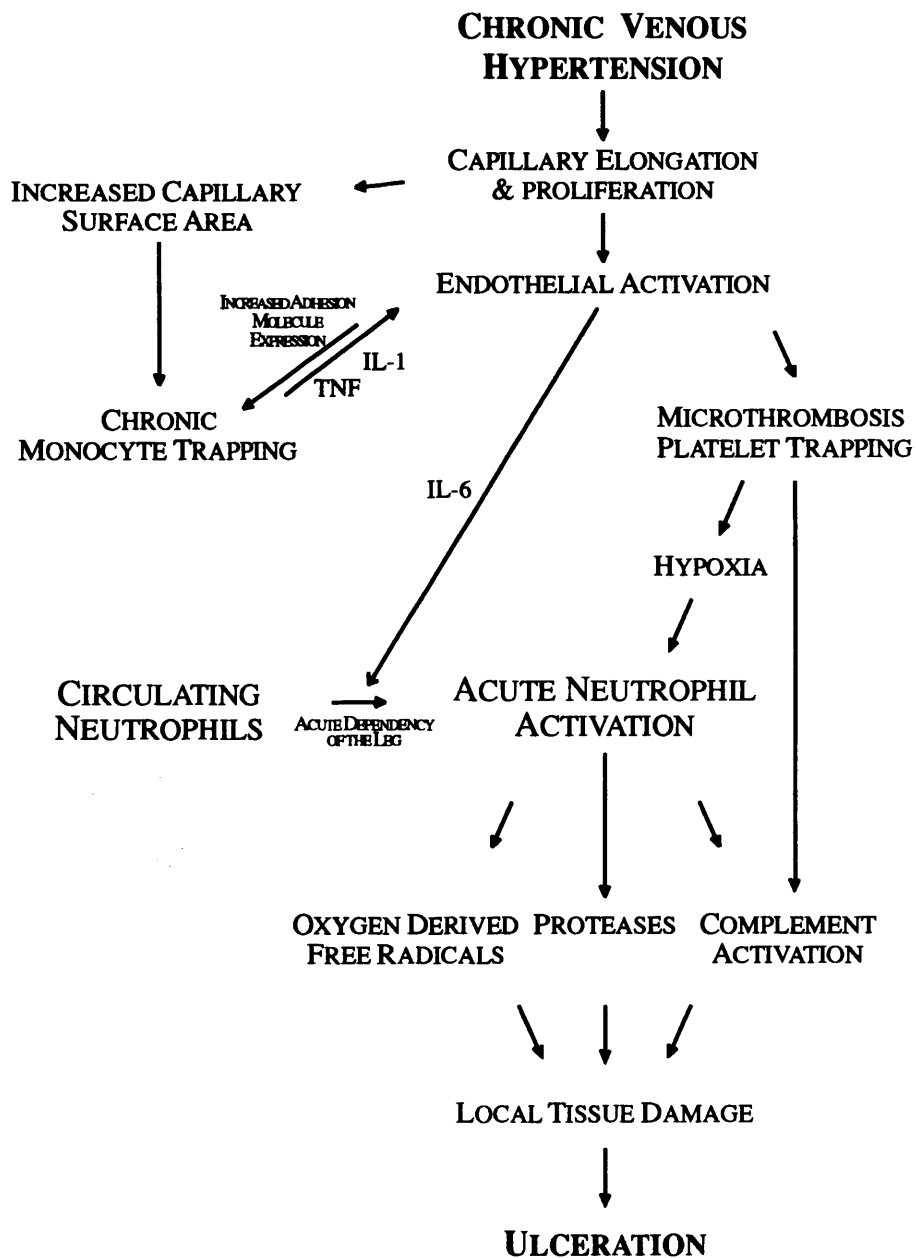 CHRONIC VENOUS
HYPERTENSION
CAPILLARY ELONGATION
& PROLIFERATION
INCREASED CAPILLARY
SURFACE AREA
ENDOTHELIAL ACTIVATION
INCREASED ADHESION
MOLECULE
EXPRESSION
IL-1
TNF
CHRONIC
MONOCYTE TRAPPING
MICROTHROMBOSIS
PLATELET TRAPPING
IL-6
HYPOXIA
CIRCULATING
NEUTROPHILS
ACUTE DEPENDENCY
OF THE LEG
ACUTE NEUTROPHIL
ACTIVATION
OXYGEN DERIVED
FREE RADICALS
PROTEASES
COMPLEMENT
ACTIVATION
LOCAL TISSUE DAMAGE
ULCERATION